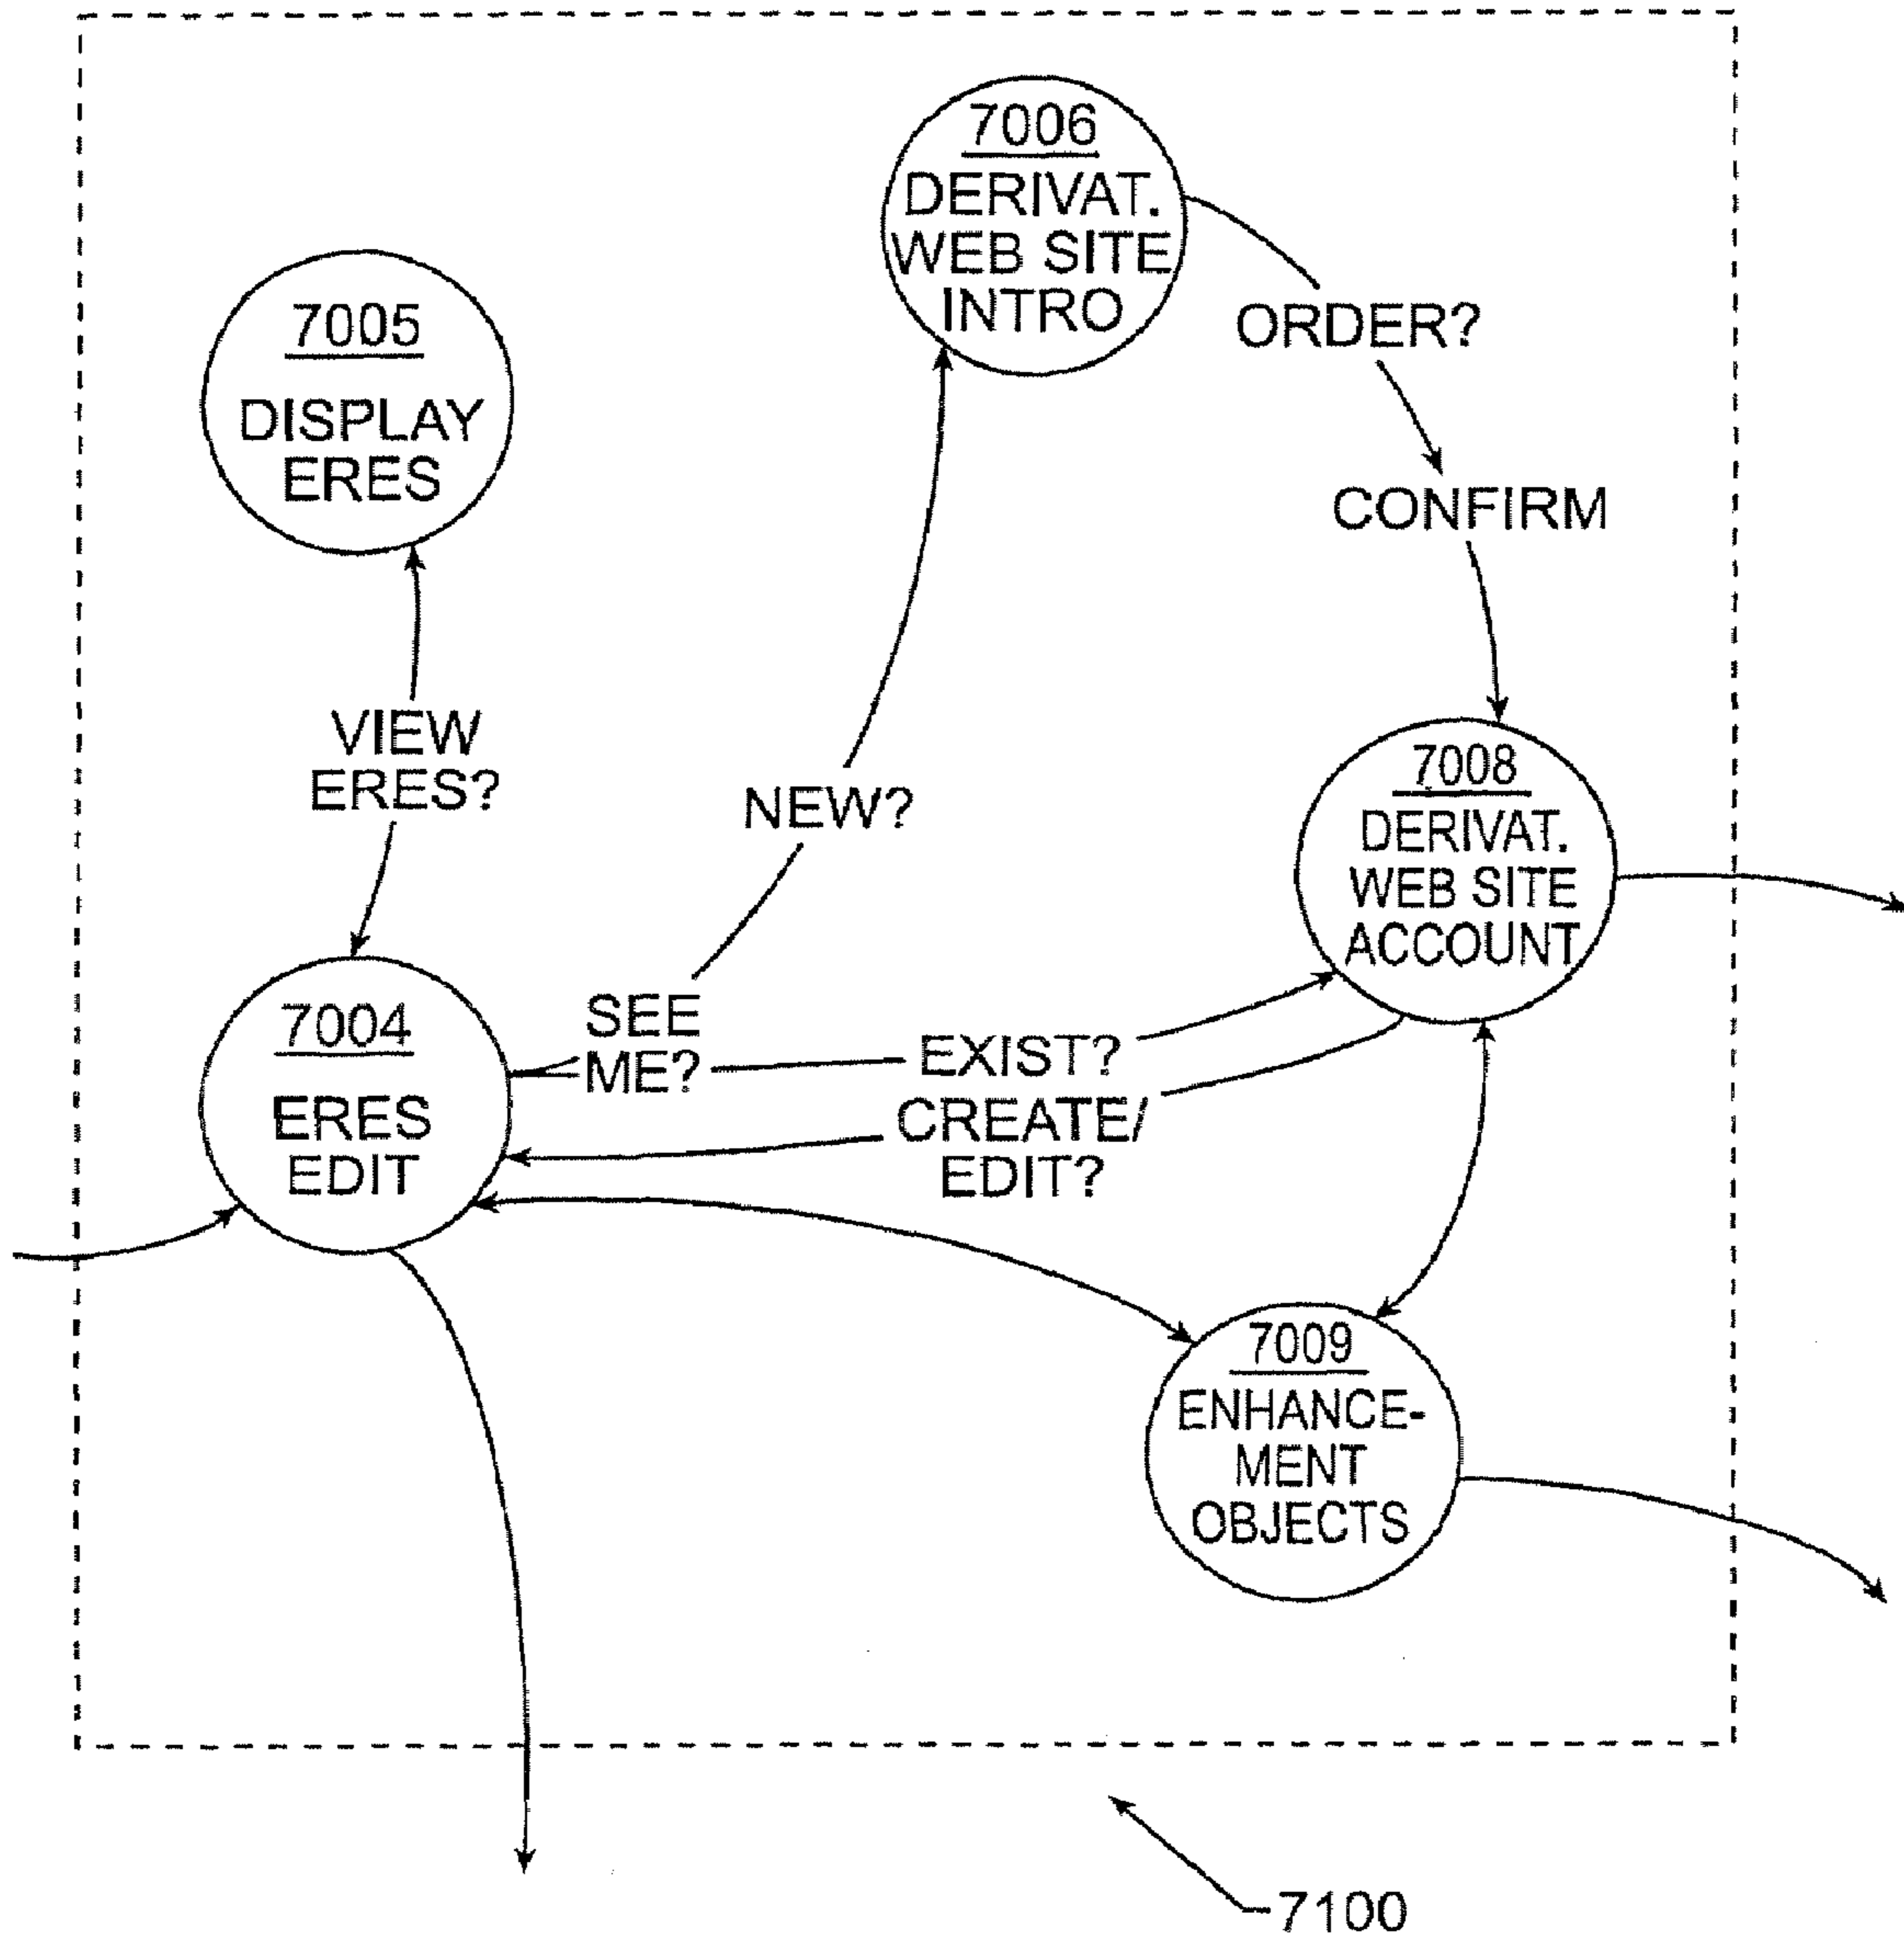 7006
DERIVAT.
WEB SITE
INTRO
7005
DISPLAY
ERES
ORDER?
CONFIRM
VIEW
ERES?
NEW?
7008
DERIVAT.
WEB SITE
ACCOUNT
7004
ERES
EDIT
SEE
ME?
EXIST?
CREATE/
EDIT?
7009
ENHANCE-
MENT
OBJECTS
7100